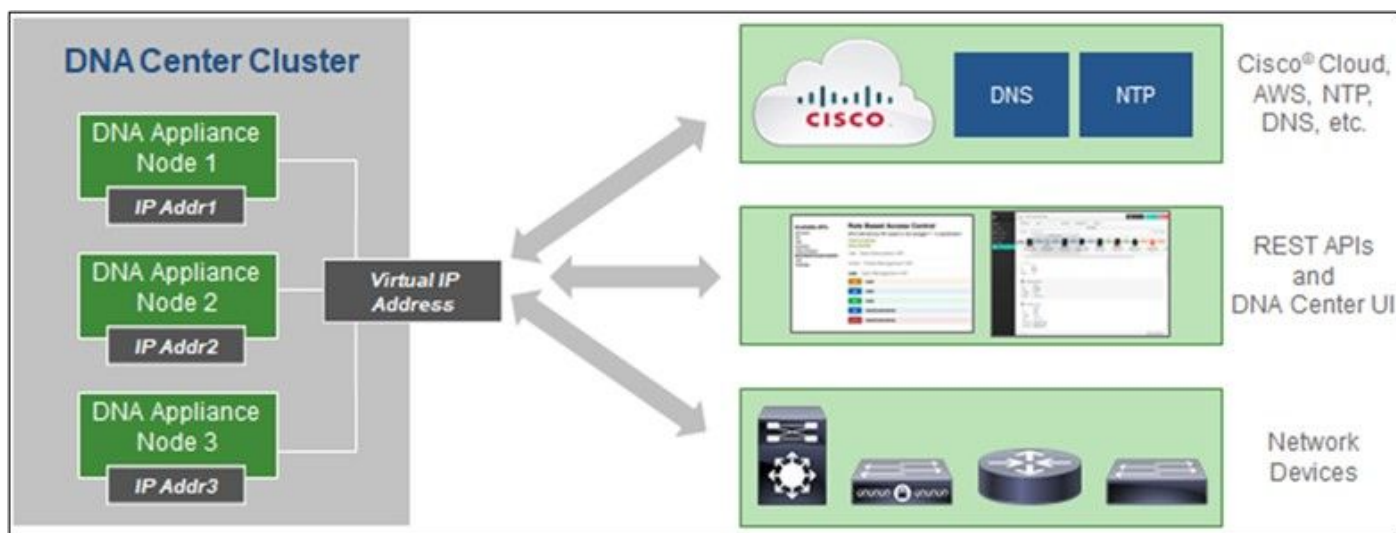 DNA Center Cluster
DNA Appliance
Node 1
IP Addr1
DNA Appliance
Node 2
IP Addr2
DNA Appliance
Node 3
IP Addr3
Virtual IP
Address
CISCO
DNS
NTP
Cisco® Cloud,
AWS, NTP,
DNS, etc.
Role Based Access Control
REST APIs
and
DNA Center UI
Network
Devices